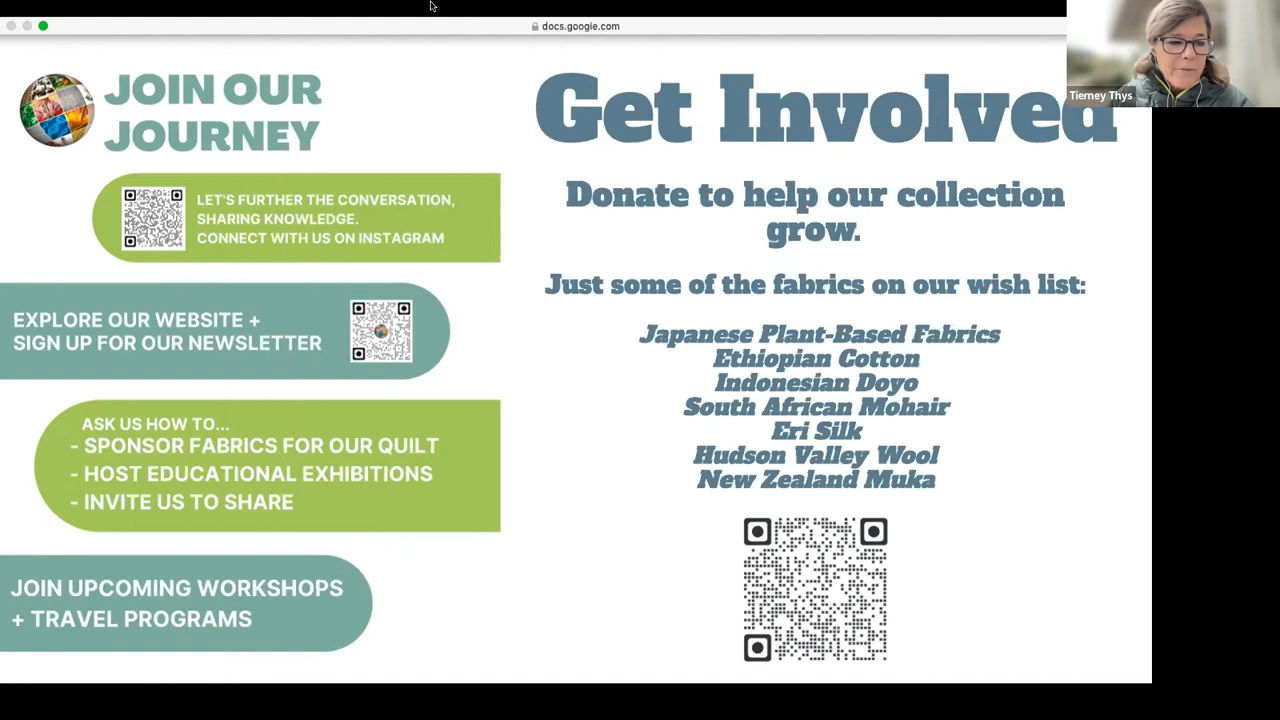 docs.google.com
Tierney Thys
JOIN OUR
JOURNEY
LET'S FURTHER THE CONVERSATION,
SHARING KNOWLEDGE.
CONNECT WITH US ON INSTAGRAM
EXPLORE OUR WEBSITE +
SIGN UP FOR OUR NEWSLETTER
ASK US HOW TO...
- SPONSOR FABRICS FOR OUR QUILT
- HOST EDUCATIONAL EXHIBITIONS
- INVITE US TO SHARE
JOIN UPCOMING WORKSHOPS
+ TRAVEL PROGRAMS
Get Involved
Donate to help our collection
grow.
Just some of the fabrics on our wish list:
Japanese Plant-Based Fabrics
Ethiopian Cotton
Indonesian Doyo
South African Mohair
Eri Silk
Hudson Valley Wool
New Zealand Muka